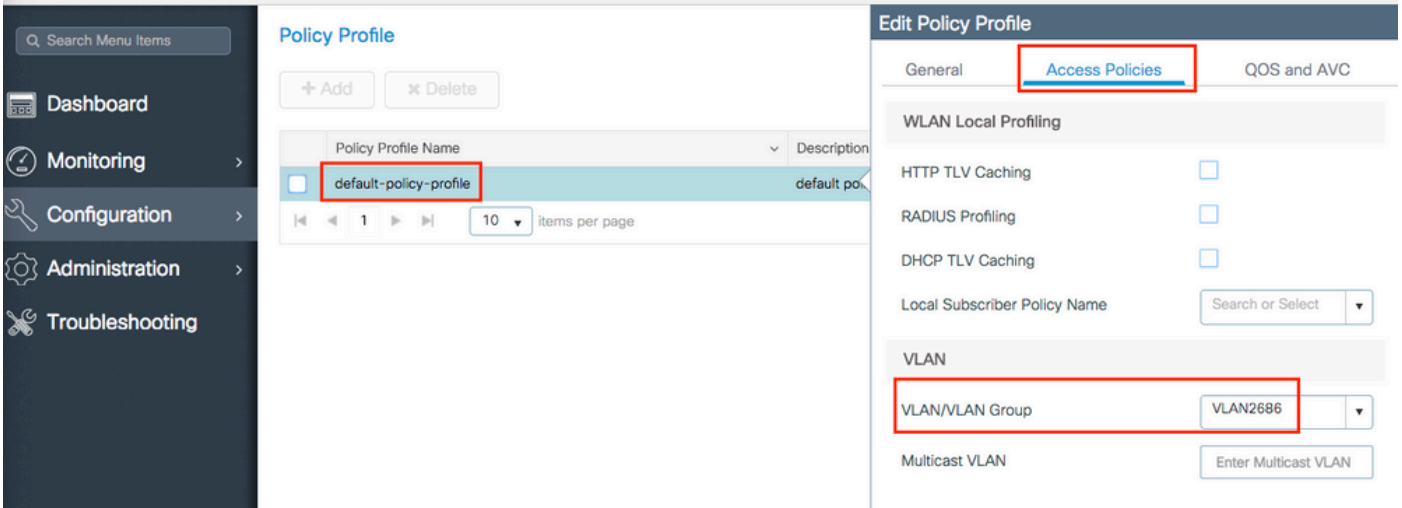 Search Menu Items
Dashboard
Monitoring
Configuration
Administration
Troubleshooting
Policy Profile
+ Add
× Delete
Policy Profile Name
Description
default-policy-profile
default pol
1
10
items per page
Edit Policy Profile
General
Access Policies
QOS and AVC
WLAN Local Profiling
HTTP TLV Caching
RADIUS Profiling
DHCP TLV Caching
Local Subscriber Policy Name
Search or Select
VLAN
VLAN/VLAN Group
VLAN2686
Multicast VLAN
Enter Multicast VLAN